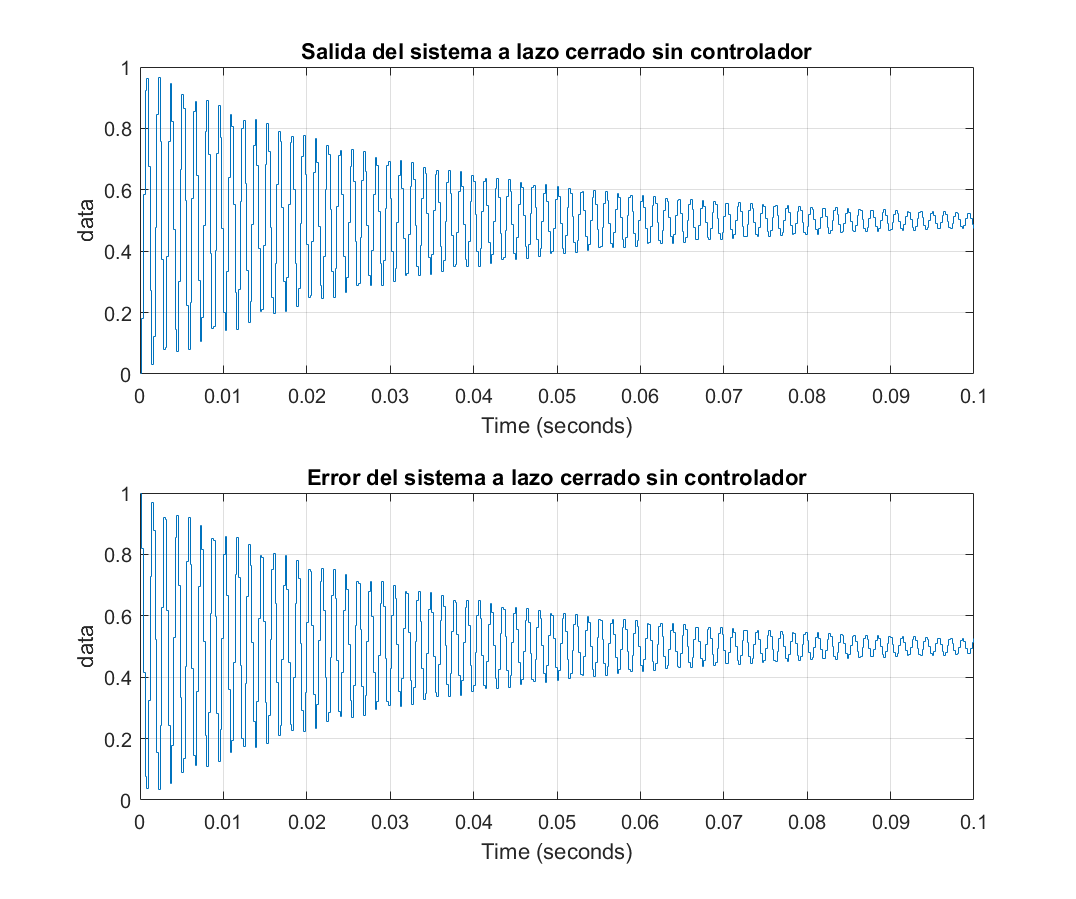 Salida del sistema a lazo cerrado sin controlador
1
0.8
0.6
0.4
0.2
0
data
0 0.01 0.02 0.03 0.04 0.05 0.06 0.07 0.08 0.09 0.1
Time (seconds)
Error del sistema a lazo cerrado sin controlador
1
0.8
0.6
0.4
0.2
0
data
0 0.01 0.02 0.03 0.04 0.05 0.06 0.07 0.08 0.09 0.1
Time (seconds)